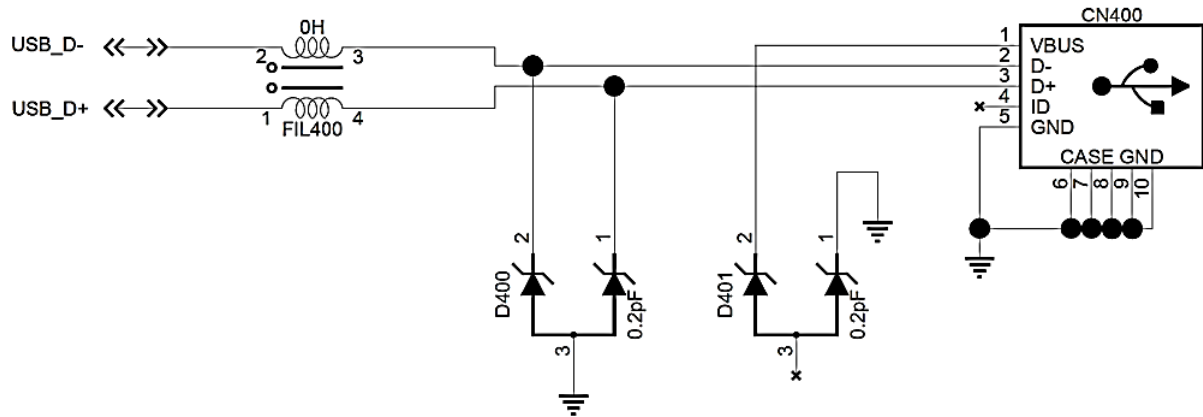 CN400
0H
USB_D-
2
3
1
VBUS
2
D-
3
D+
USB_D+
1
4
4
ID
FIL400
5
GND
CASE GND
6
7
8
9
10
2
1
2
1
D400
0.2pF
D401
0.2pF
3
3